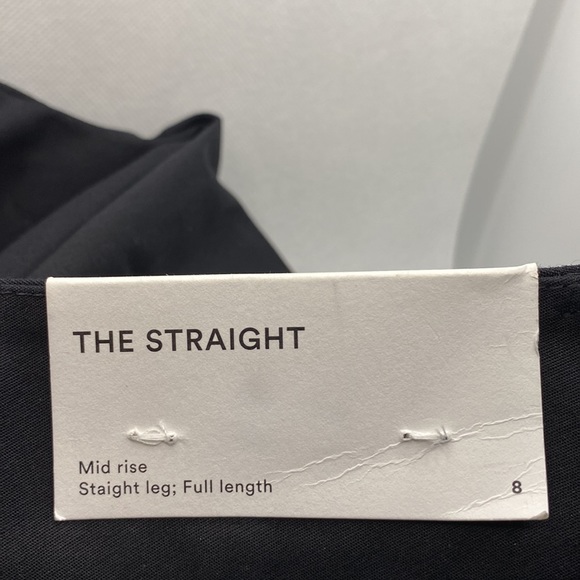 THE STRAIGHT
Mid rise
Staight leg; Full length
8